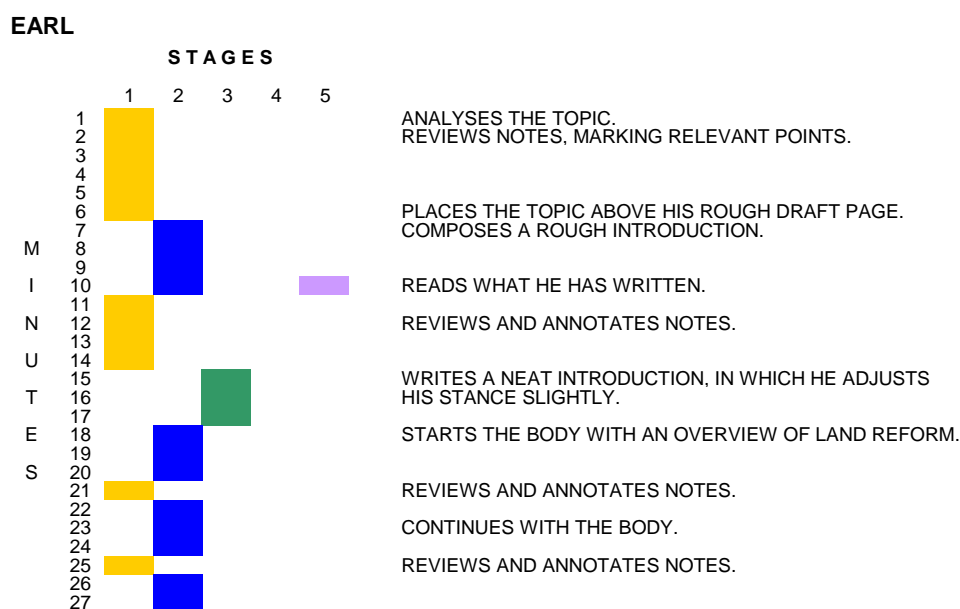 EARL
S T A G E S
1 2 3 4 5
1 ANALYSES THE TOPIC.
2 REVIEWS NOTES, MARKING RELEVANT POINTS.
3
4
5
6 PLACES THE TOPIC ABOVE HIS ROUGH DRAFT PAGE.
7 COMPOSES A ROUGH INTRODUCTION.
M 8
9
I 10 READS WHAT HE HAS WRITTEN.
11
N 12 REVIEWS AND ANNOTATES NOTES.
13
U 14
15 WRITES A NEAT INTRODUCTION, IN WHICH HE ADJUSTS
T 16 HIS STANCE SLIGHTLY.
17
E 18 STARTS THE BODY WITH AN OVERVIEW OF LAND REFORM.
19
S 20
21 REVIEWS AND ANNOTATES NOTES.
22
23 CONTINUES WITH THE BODY.
24
25 REVIEWS AND ANNOTATES NOTES.
26
27